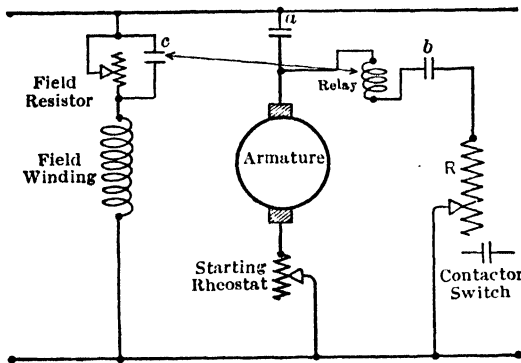 a
c
b
Field
Resistor
Relay
Field
Winding
Armature
R
Starting
Rheostat
Contactor
Switch